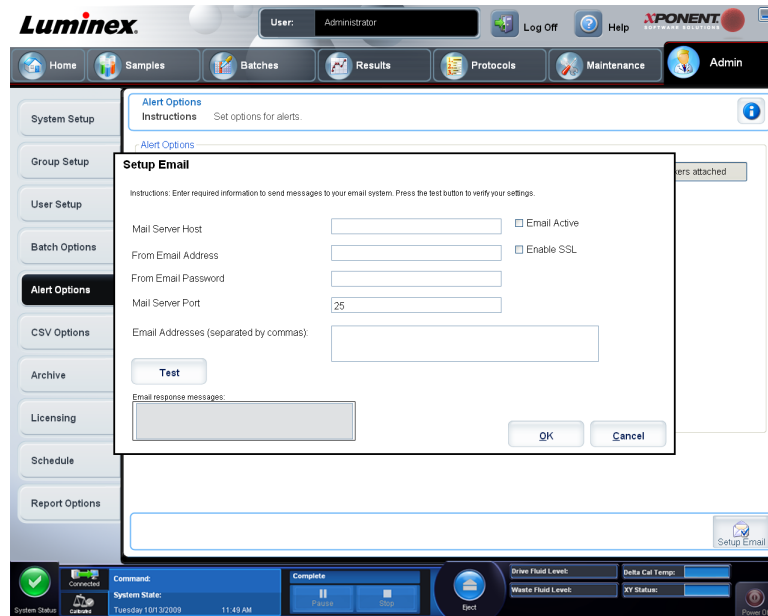 Luminex.
User: Administrator
Log Off
Help
XPONENT.
SOFTWARE SOLUTIONS
Home
Samples
Batches
Results
Protocols
Maintenance
Admin
System Setup
Group Setup
User Setup
Batch Options
Alert Options
CSV Options
Archive
Licensing
Schedule
Report Options
Alert Options
Instructions Set options for alerts.
Alert Options
kers attached
Setup Email
Instructions: Enter required information to send messages to your email system. Press the test button to verify your settings.
Mail Server Host
Email Active
From Email Address
Enable SSL
From Email Password
Mail Server Port 25
Email Addresses (separated by commas):
Test
Email response messages:
OK
Cancel
Setup Email
System Status
Connected
Calibrated
Command:
System State:
Tuesday 10/13/2009 11:49 AM
Complete
Pause
Stop
Eject
Drive Fluid Level:
Waste Fluid Level:
Delta Cal Temp:
XY Status:
Power Of